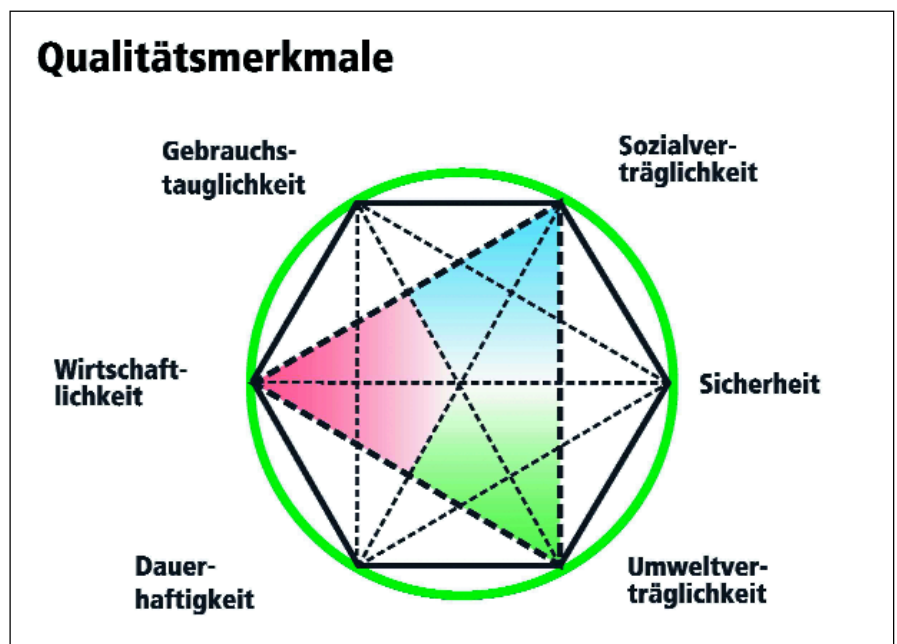 Qualitätsmerkmale
Gebrauchs-
tauglichkeit
Sozialver-
träglichkeit
Wirtschaft-
lichkeit
Sicherheit
Dauer-
haftigkeit
Umweltver-
träglichkeit